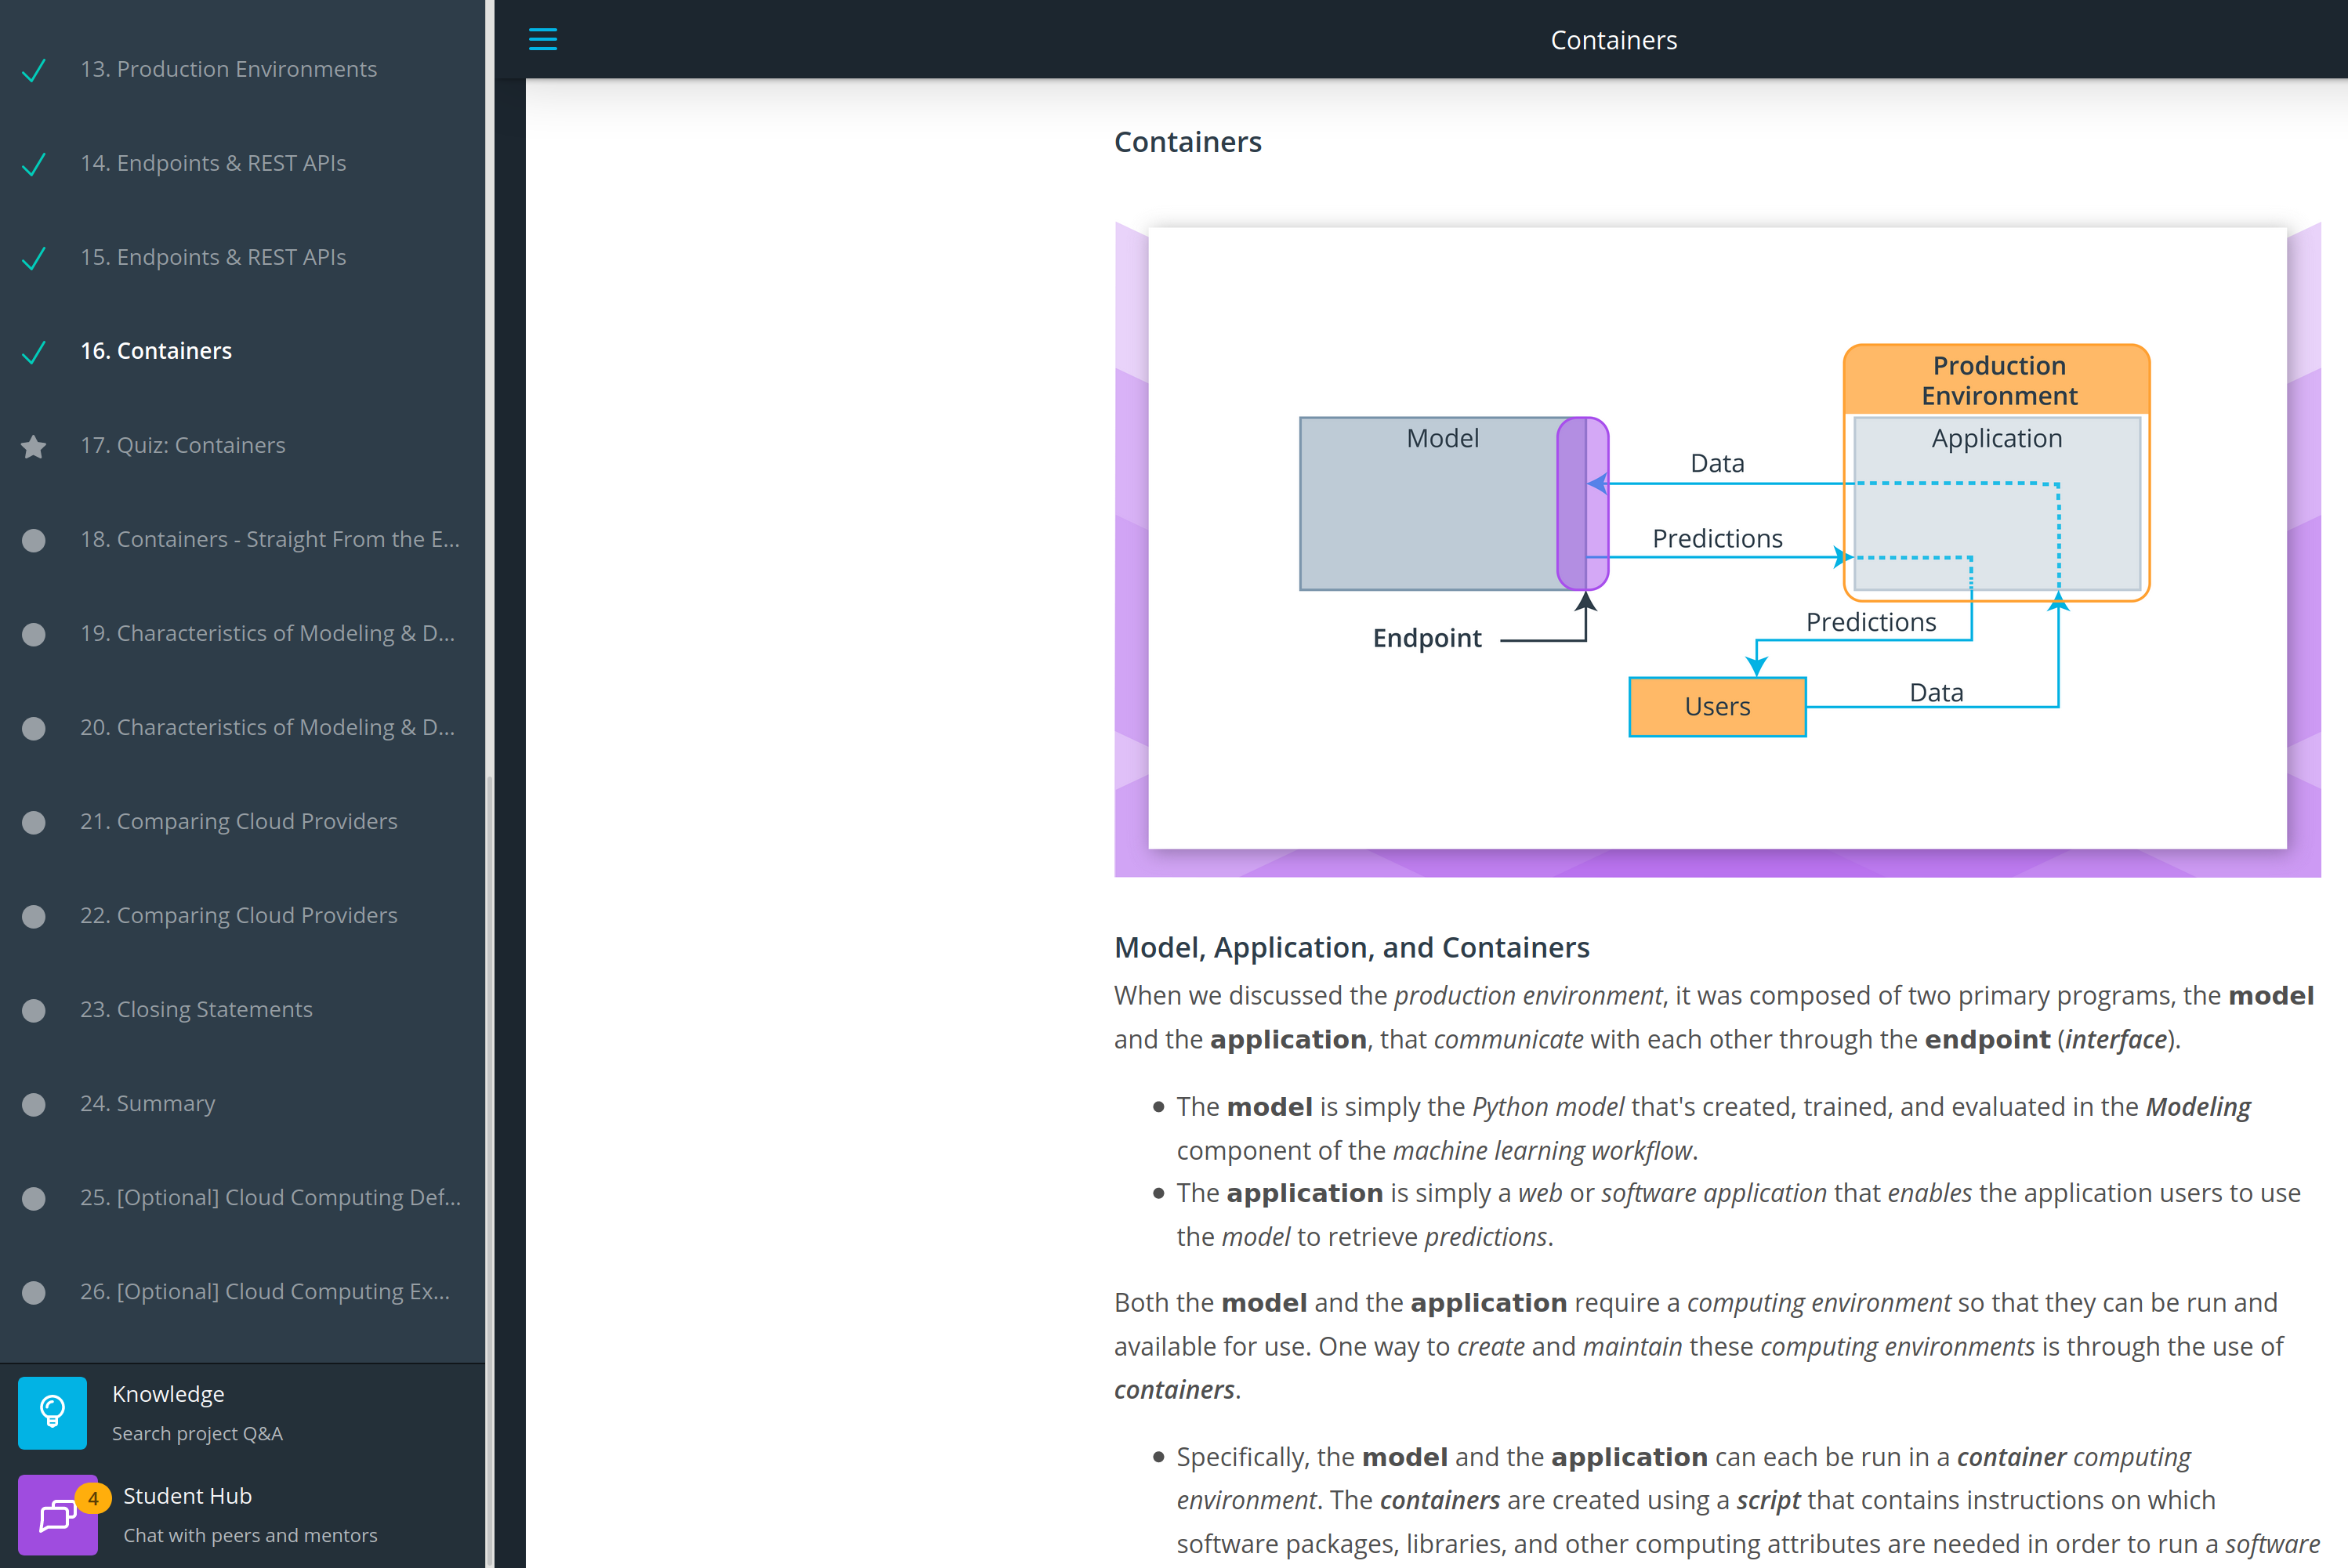 13. Production Environments
14. Endpoints & REST APIs
15. Endpoints & REST APIs
16. Containers
17. Quiz: Containers
18. Containers - Straight From the E...
19. Characteristics of Modeling & D...
20. Characteristics of Modeling & D...
21. Comparing Cloud Providers
22. Comparing Cloud Providers
23. Closing Statements
24. Summary
25. [Optional] Cloud Computing Def...
26. [Optional] Cloud Computing Ex...
Knowledge
Search project Q&A
4
Student Hub
Chat with peers and mentors
Containers
Containers
Production
Environment
Model
Application
Data
Predictions
Predictions
Endpoint
Users
Data
Model, Application, and Containers
When we discussed the production environment, it was composed of two primary programs, the model
and the application, that communicate with each other through the endpoint (interface).
● The model is simply the Python model that's created, trained, and evaluated in the Modeling
component of the machine learning workflow.
● The application is simply a web or software application that enables the application users to use
the model to retrieve predictions.
Both the model and the application require a computing environment so that they can be run and
available for use. One way to create and maintain these computing environments is through the use of
containers.
● Specifically, the model and the application can each be run in a container computing
environment. The containers are created using a script that contains instructions on which
software packages, libraries, and other computing attributes are needed in order to run a software